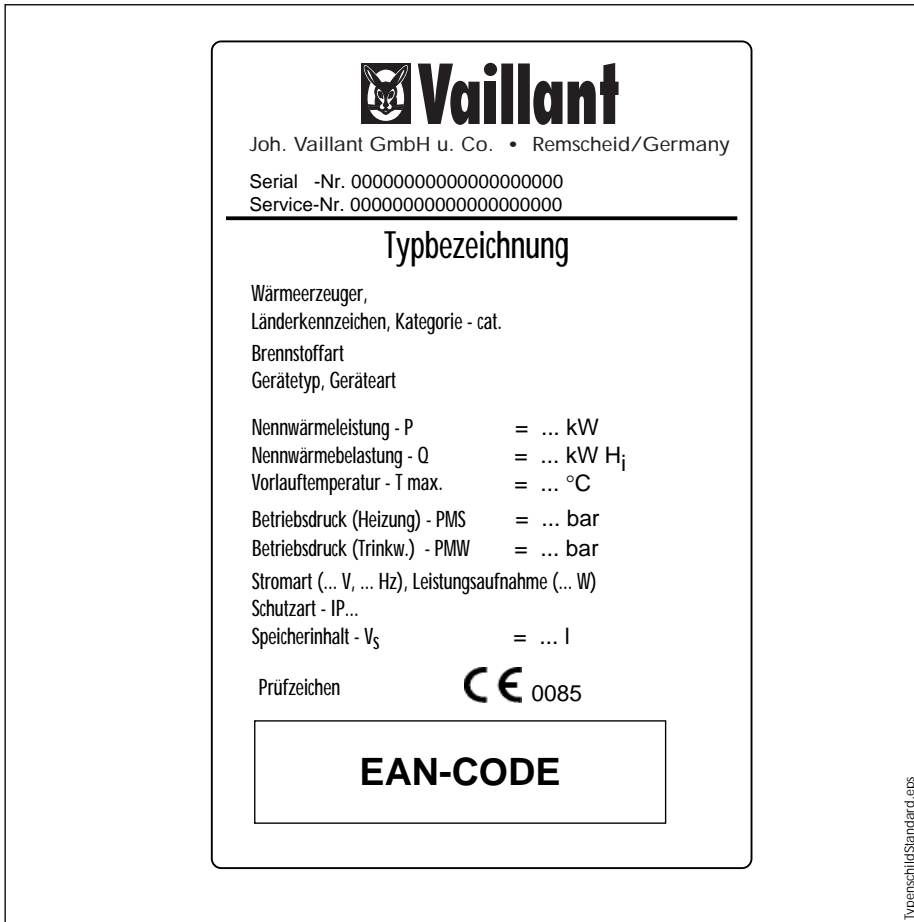 Vaillant
Joh. Vaillant GmbH u. Co. • Remscheid/Germany
Serial -Nr. 00000000000000000000
Service-Nr. 00000000000000000000
Typbezeichnung
Wärmeerzeuger,
Länderkennzeichen, Kategorie - cat.
Brennstoffart
Gerätetyp, Geräteart
Nennwärmeleistung - P = ... kW
Nennwärmebelastung - Q = ... kW Hi
Vorlauftemperatur - T max. = ... °C
Betriebsdruck (Heizung) - PMS = ... bar
Betriebsdruck (Trinkw.) - PMW = ... bar
Stromart (... V, ... Hz), Leistungsaufnahme (... W)
Schutzart - IP...
Speicherinhalt - Vs = ... l
Prüfzeichen CE 0085
EAN-CODE
TypenschildStandard.eps